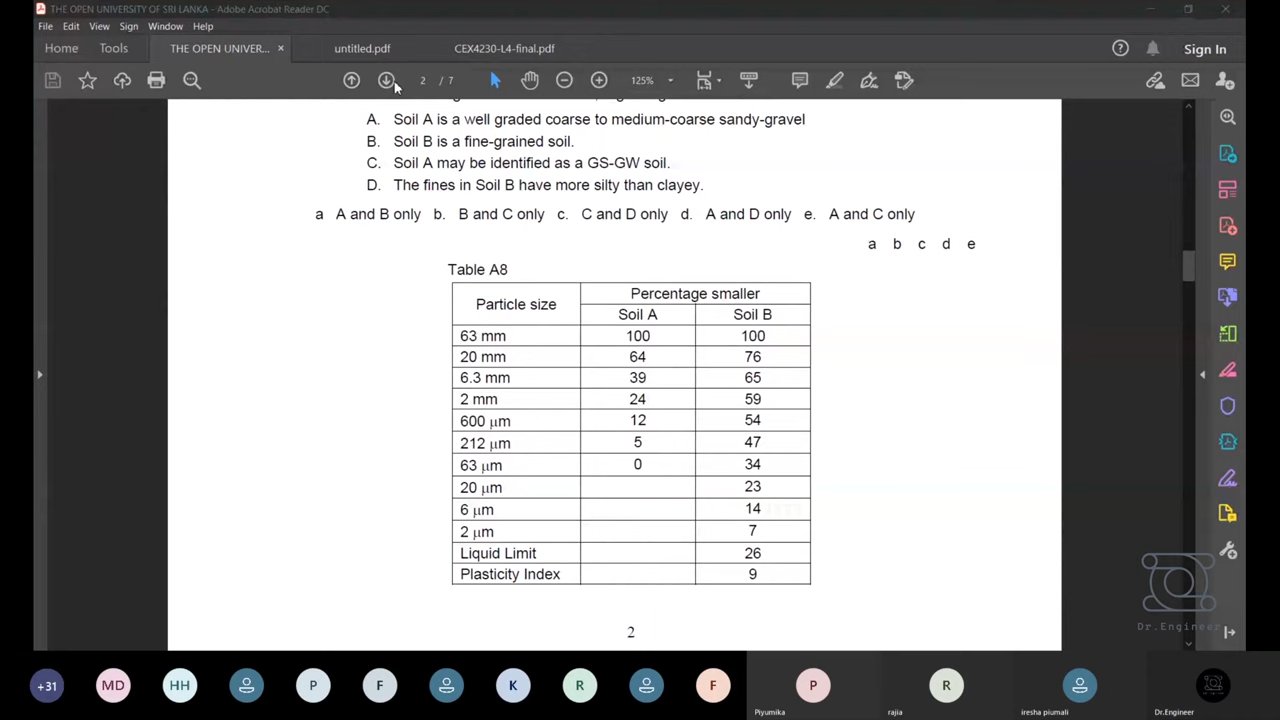 THE OPEN UNIVERSITY OF SRI LANKA - Adobe Acrobat Reader DC
File Edit View Sign Window Help
Home Tools THE OPEN UNIVER... × untitled.pdf CEX4230-L4-final.pdf Sign In
2 / 7 125%
A. Soil A is a well graded coarse to medium-coarse sandy-gravel
B. Soil B is a fine-grained soil.
C. Soil A may be identified as a GS-GW soil.
D. The fines in Soil B have more silty than clayey.
a A and B only b. B and C only c. C and D only d. A and D only e. A and C only
a b c d e
Table A8
Particle size Percentage smaller
Soil A Soil B
63 mm 100 100
20 mm 64 76
6.3 mm 39 65
2 mm 24 59
600 μm 12 54
212 μm 5 47
63 μm 0 34
20 μm 23
6 μm 14
2 μm 7
Liquid Limit 26
Plasticity Index 9
2
Dr.Engineer
+31 MD HH P F K R F P R
Piyumika rajia iresha piumali Dr.Engineer